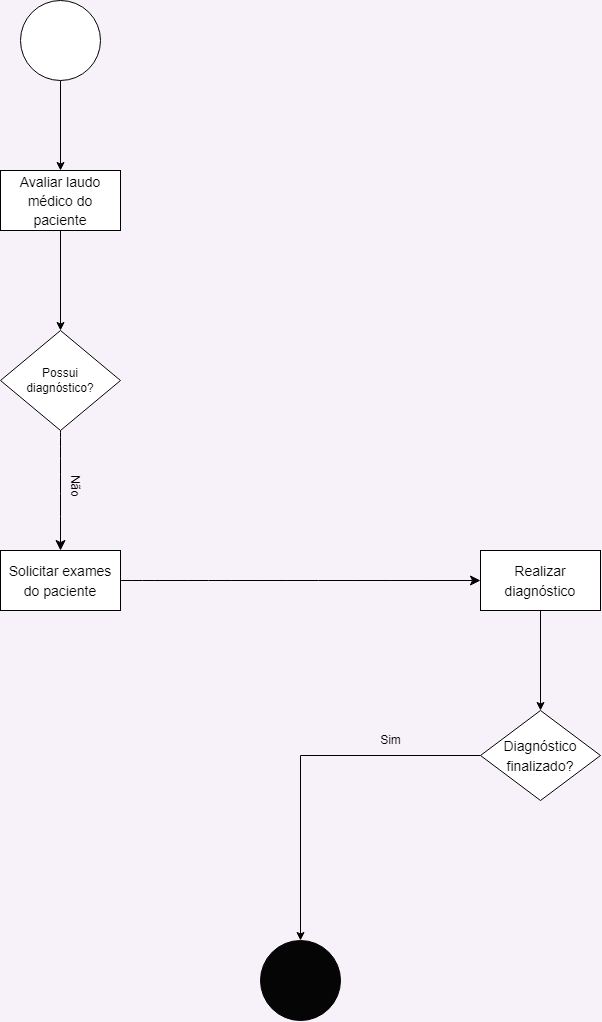 Avaliar laudo
médico do
paciente
Possui
diagnóstico?
Não
Solicitar exames
do paciente
Realizar
diagnóstico
Diagnóstico
finalizado?
Sim